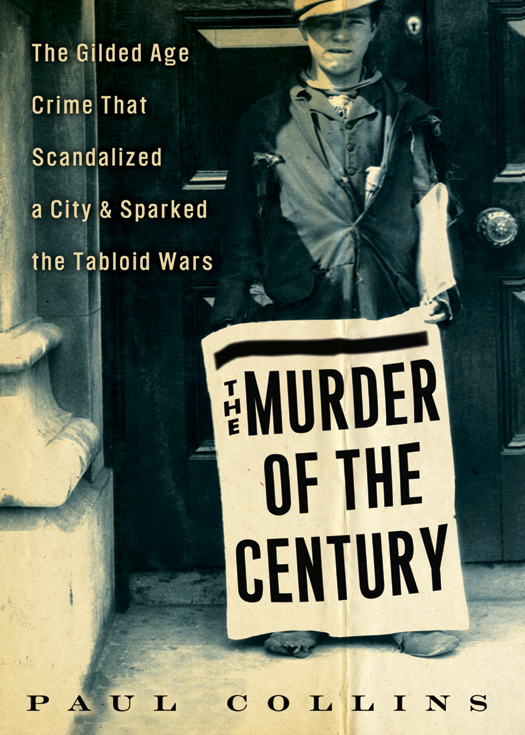 The Gilded Age
Crime That
Scandalized
a City & Sparked
the Tabloid Wars
THE MURDER
OF THE
CENTURY
PAUL COLLINS